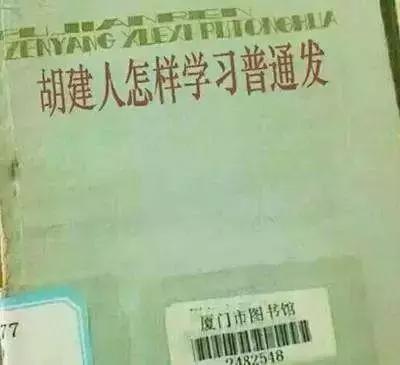 FUJIANREN
ZENYANG XUEXI PUTONGHUA
胡建人怎样学习普通发
77
厦门市图书馆
2482548